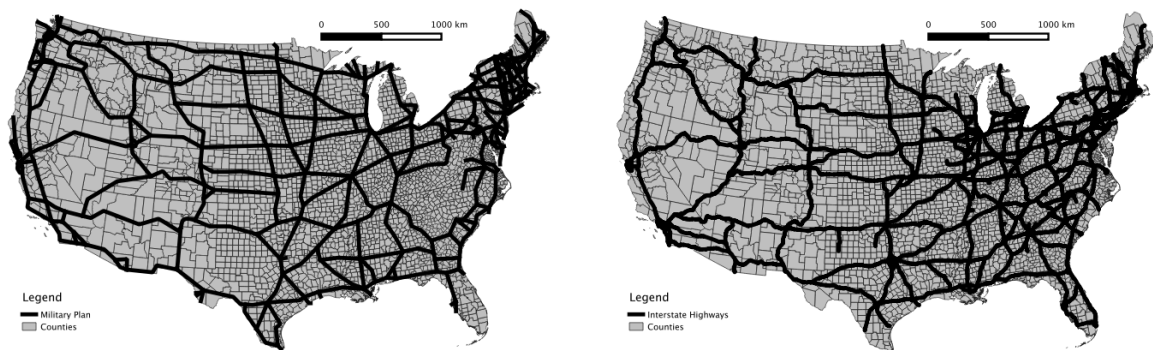 0 500 1000 km
Legend
Military Plan
Counties
0 500 1000 km
Legend
Interstate Highways
Counties